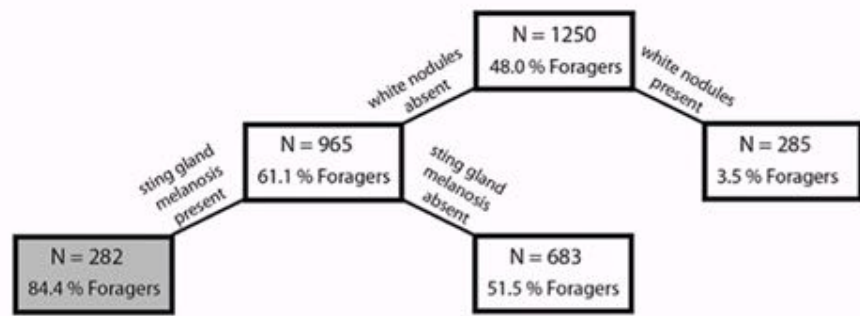 N = 1250
48.0 % Foragers
white nodules
absent
white nodules
present
N = 965
61.1 % Foragers
N = 285
3.5 % Foragers
sting gland
melanosis
present
sting gland
melanosis
absent
N = 282
84.4 % Foragers
N = 683
51.5 % Foragers